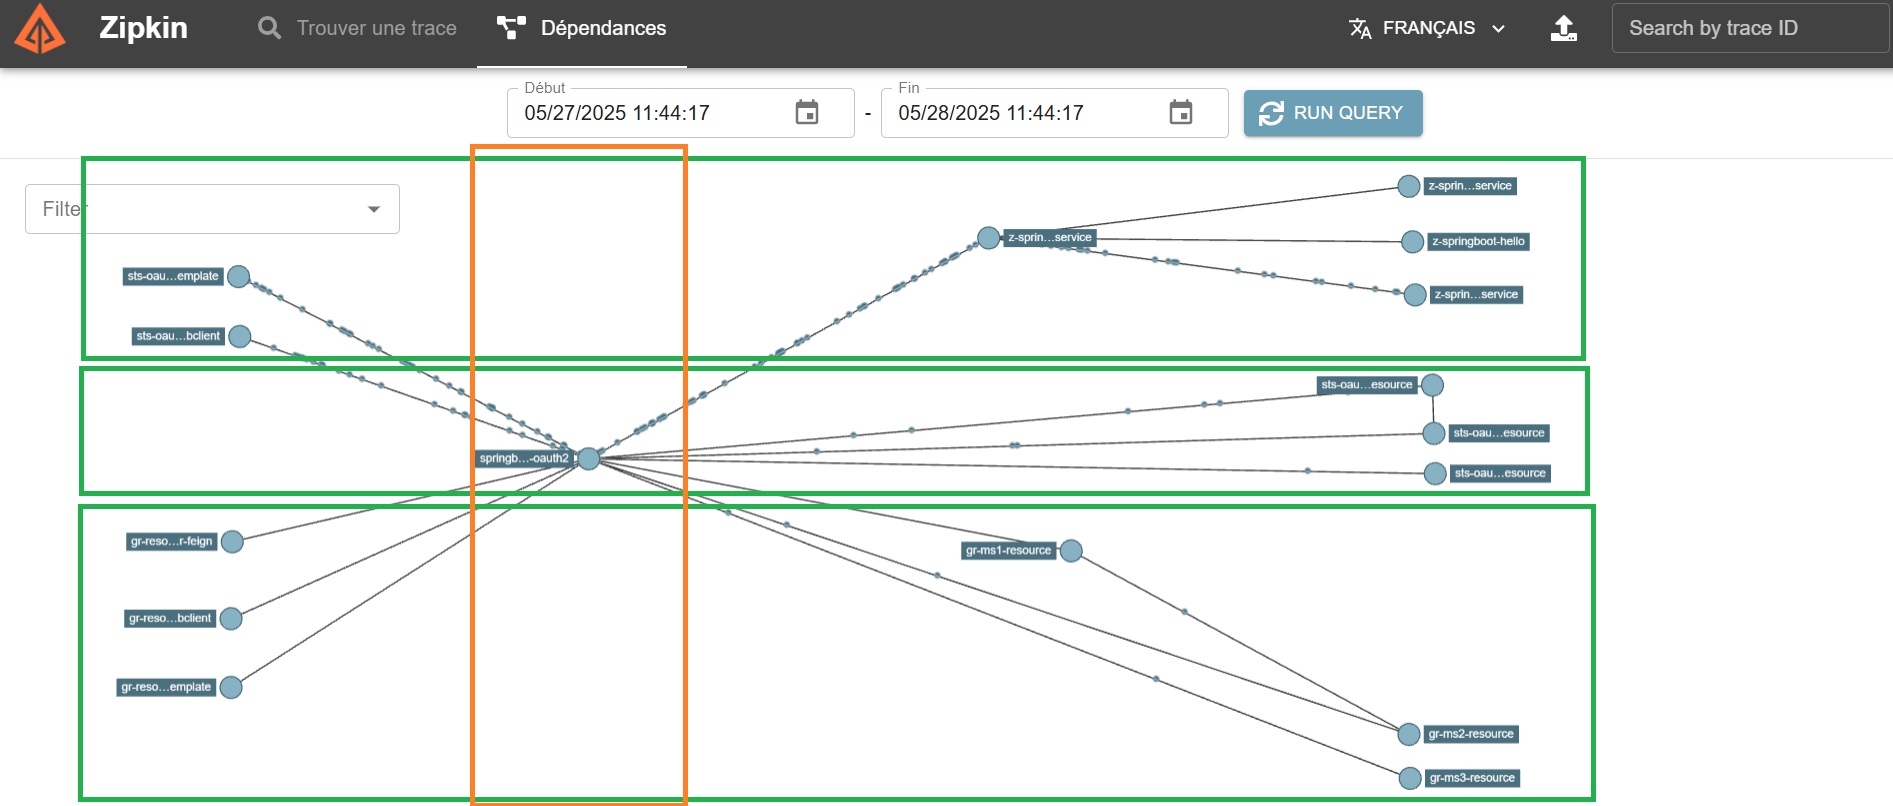 Zipkin
Trouver une trace
Dépendances
FRANÇAIS
Search by trace ID
Début
05/27/2025 11:44:17
-
Fin
05/28/2025 11:44:17
RUN QUERY
Filter
z-sprin...service
z-sprin...service
z-springboot-hello
sts-oau...emplate
z-sprin...service
sts-oau...bclient
sts-oau...esource
sts-oau...esource
springb...-oauth2
sts-oau...esource
gr-reso...r-feign
gr-ms1-resource
gr-reso...bclient
gr-reso...emplate
gr-ms2-resource
gr-ms3-resource